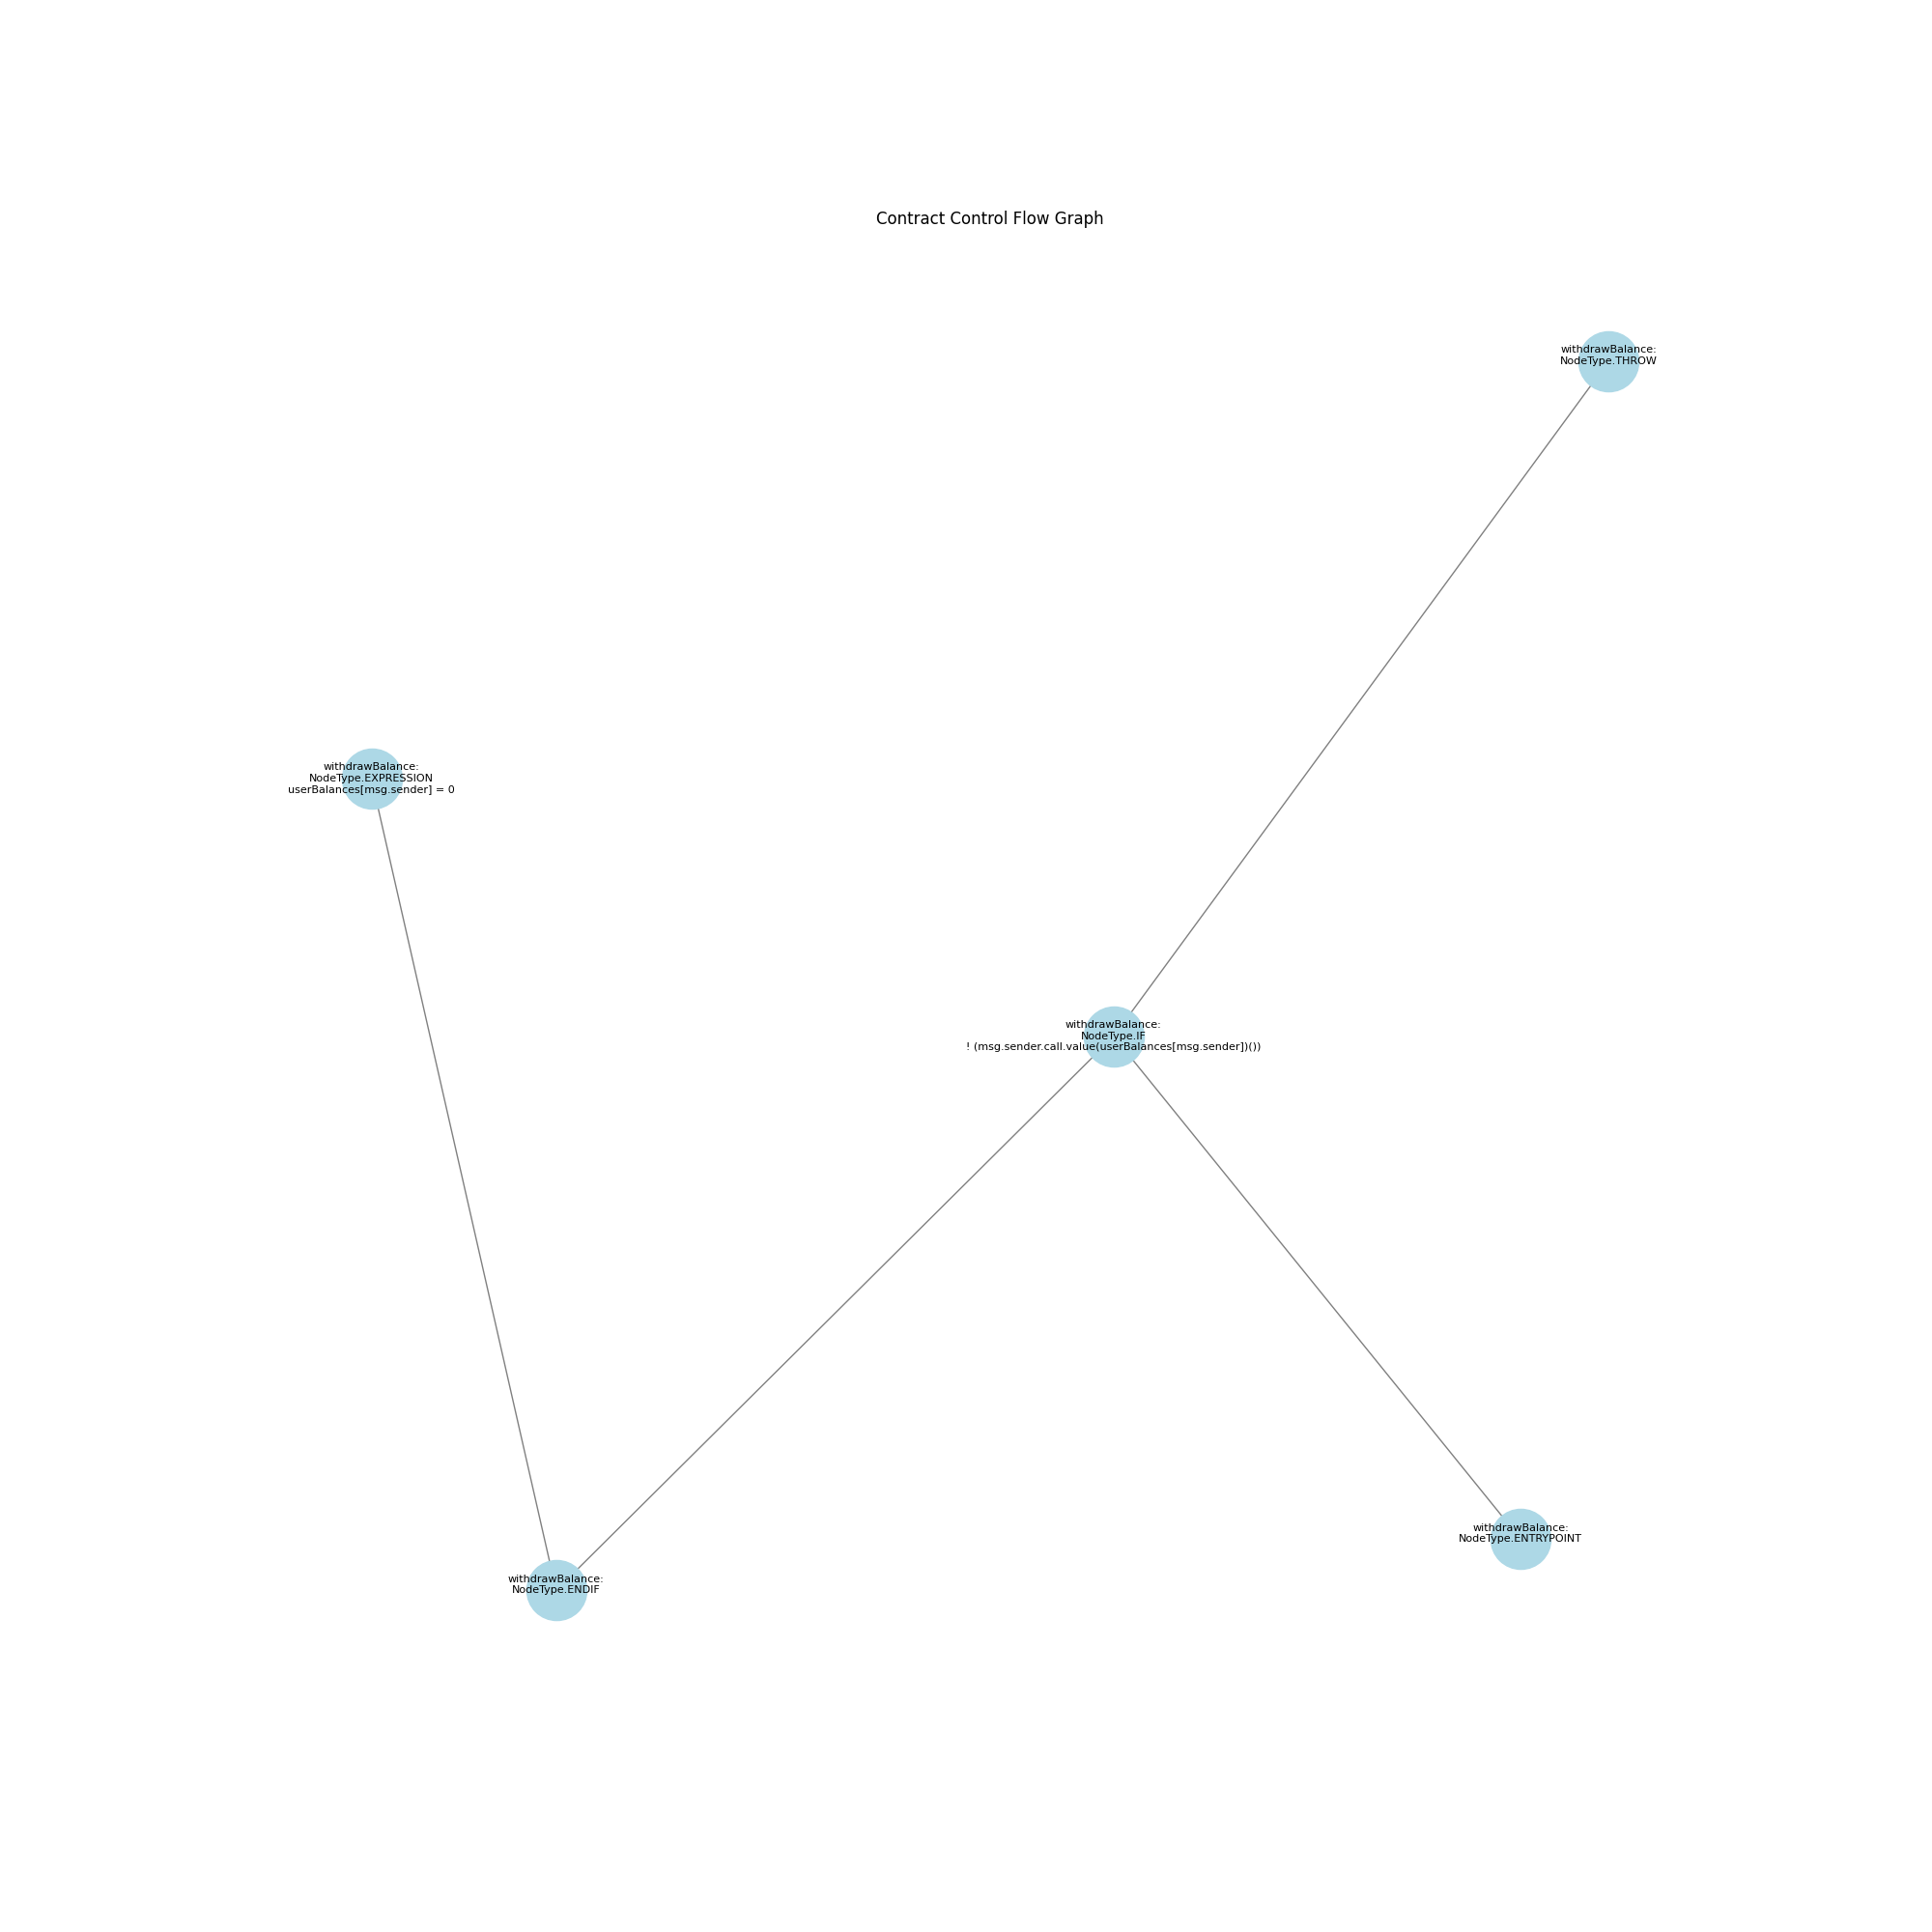 Contract Control Flow Graph
withdrawBalance:
NodeType.THROW
withdrawBalance:
NodeType.EXPRESSION
userBalances[msg.sender] = 0
withdrawBalance:
NodeType.IF
! (msg.sender.call.value(userBalances[msg.sender])())
withdrawBalance:
NodeType.ENTRYPOINT
withdrawBalance:
NodeType.ENDIF